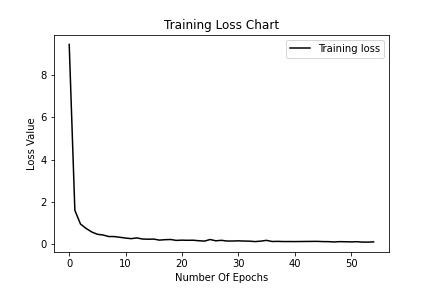 Training Loss Chart
Training loss
Loss Value
8
6
4
2
0
0 10 20 30 40 50
Number Of Epochs